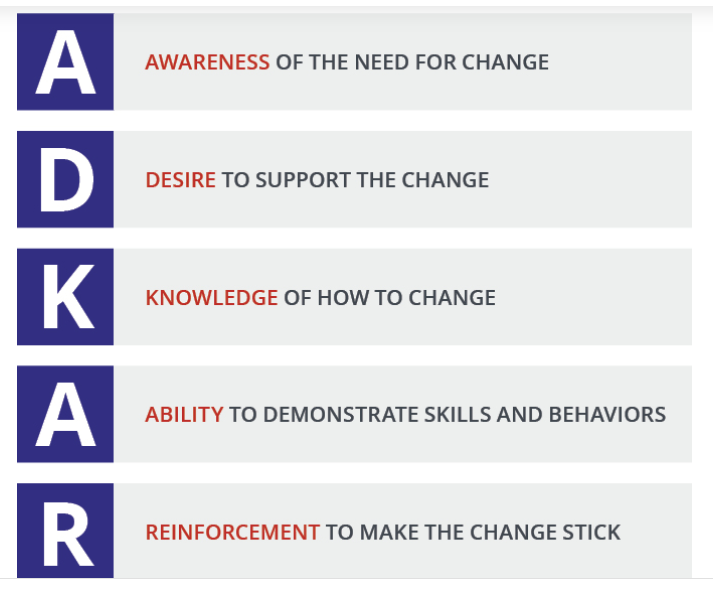 A
AWARENESS OF THE NEED FOR CHANGE
D
DESIRE TO SUPPORT THE CHANGE
K
KNOWLEDGE OF HOW TO CHANGE
A
ABILITY TO DEMONSTRATE SKILLS AND BEHAVIORS
R
REINFORCEMENT TO MAKE THE CHANGE STICK